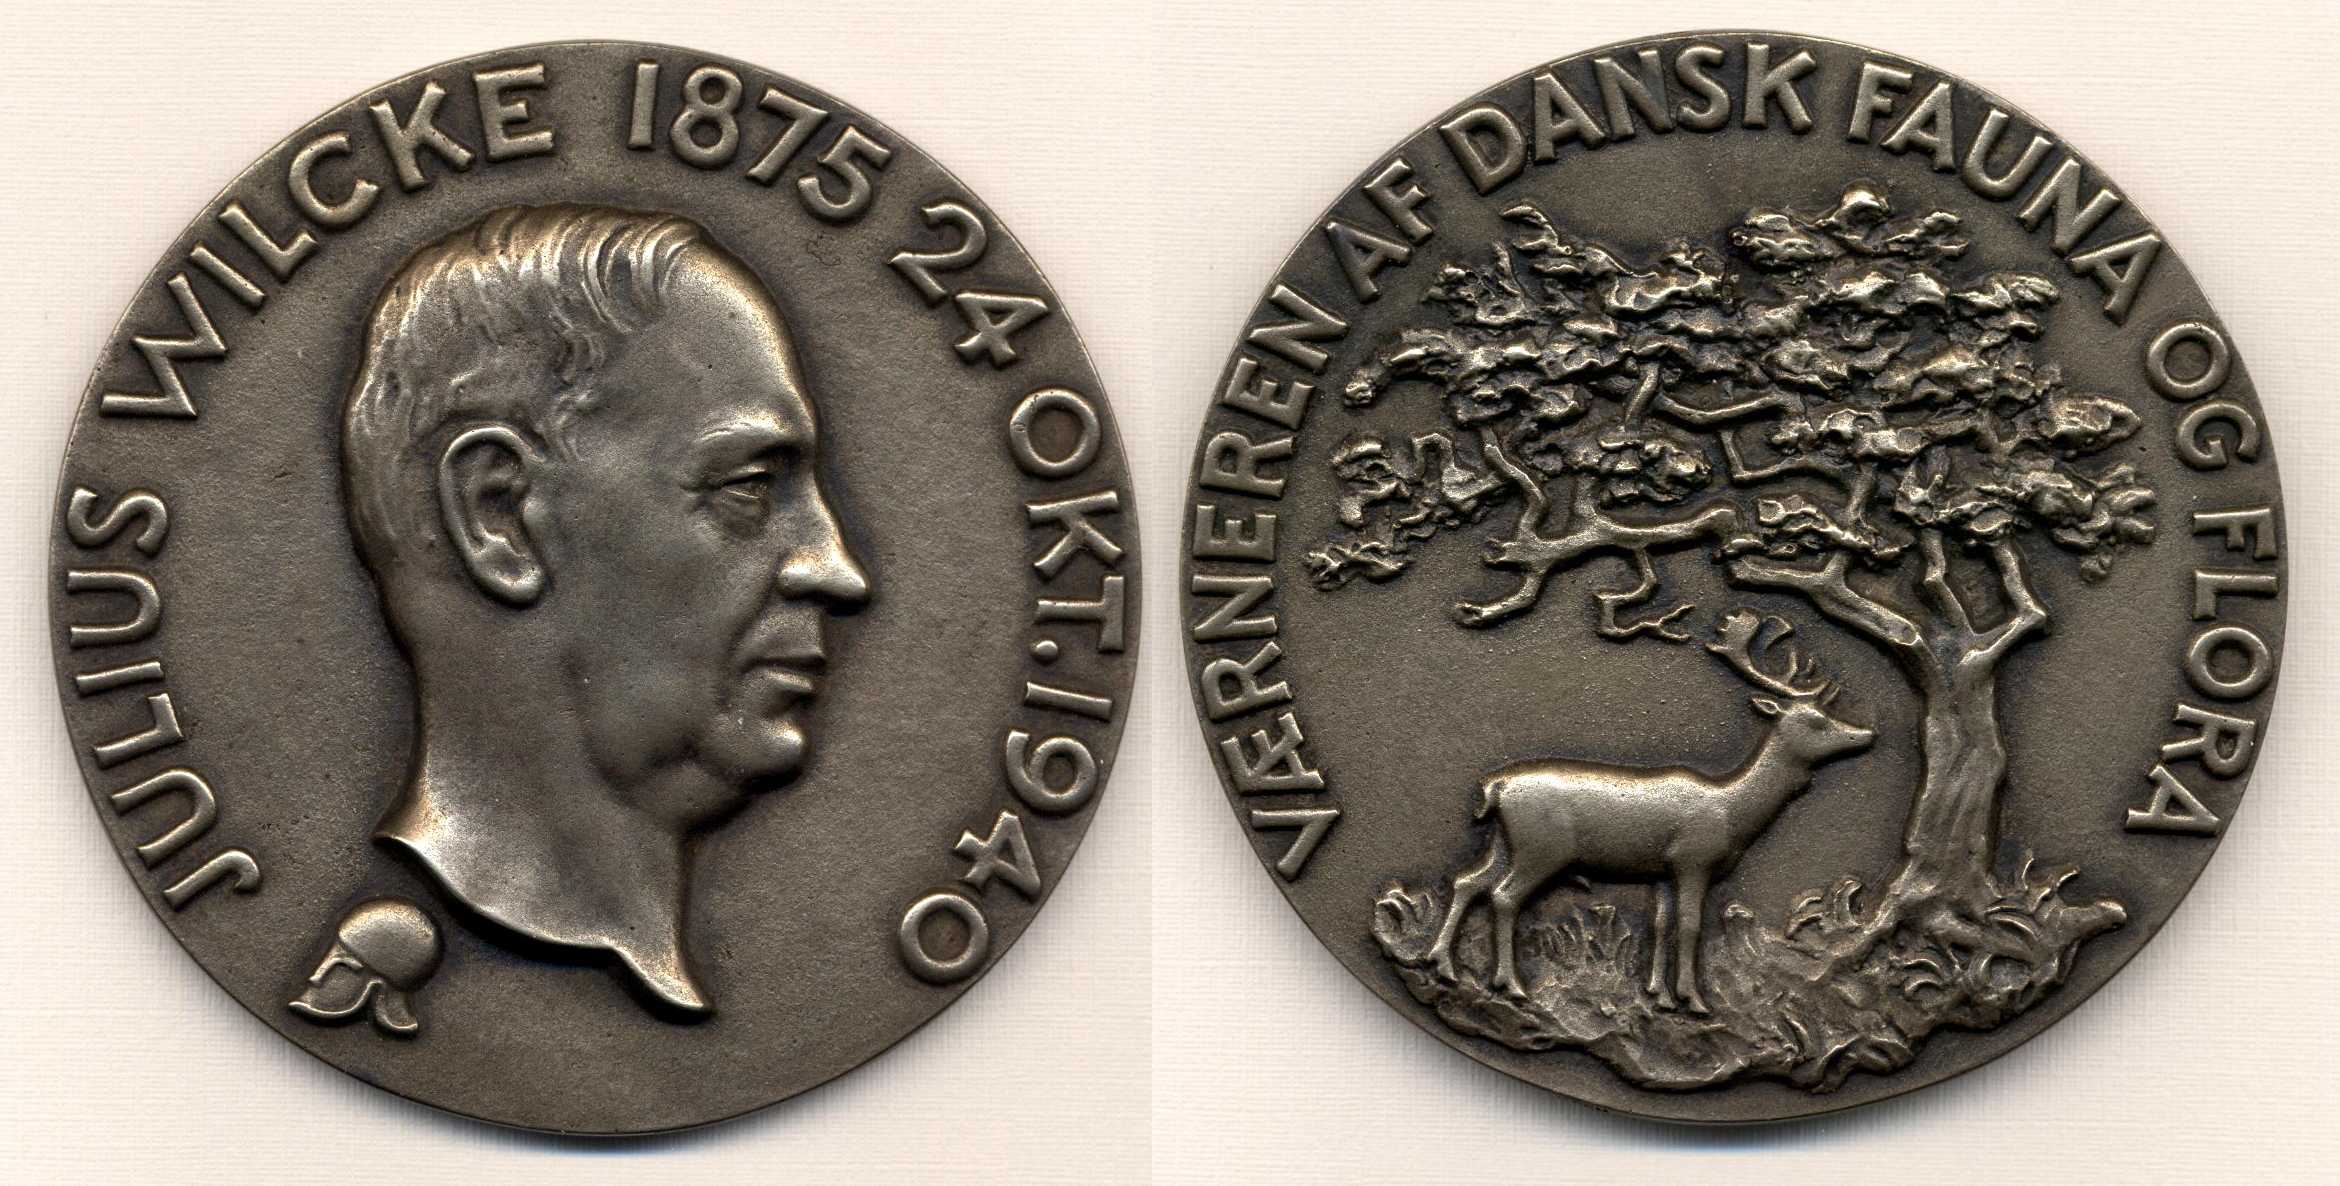 JULIUS WILCKE 1875 24 OKT. 1940
VÆRNEREN AF DANSK FAUNA OG FLORA